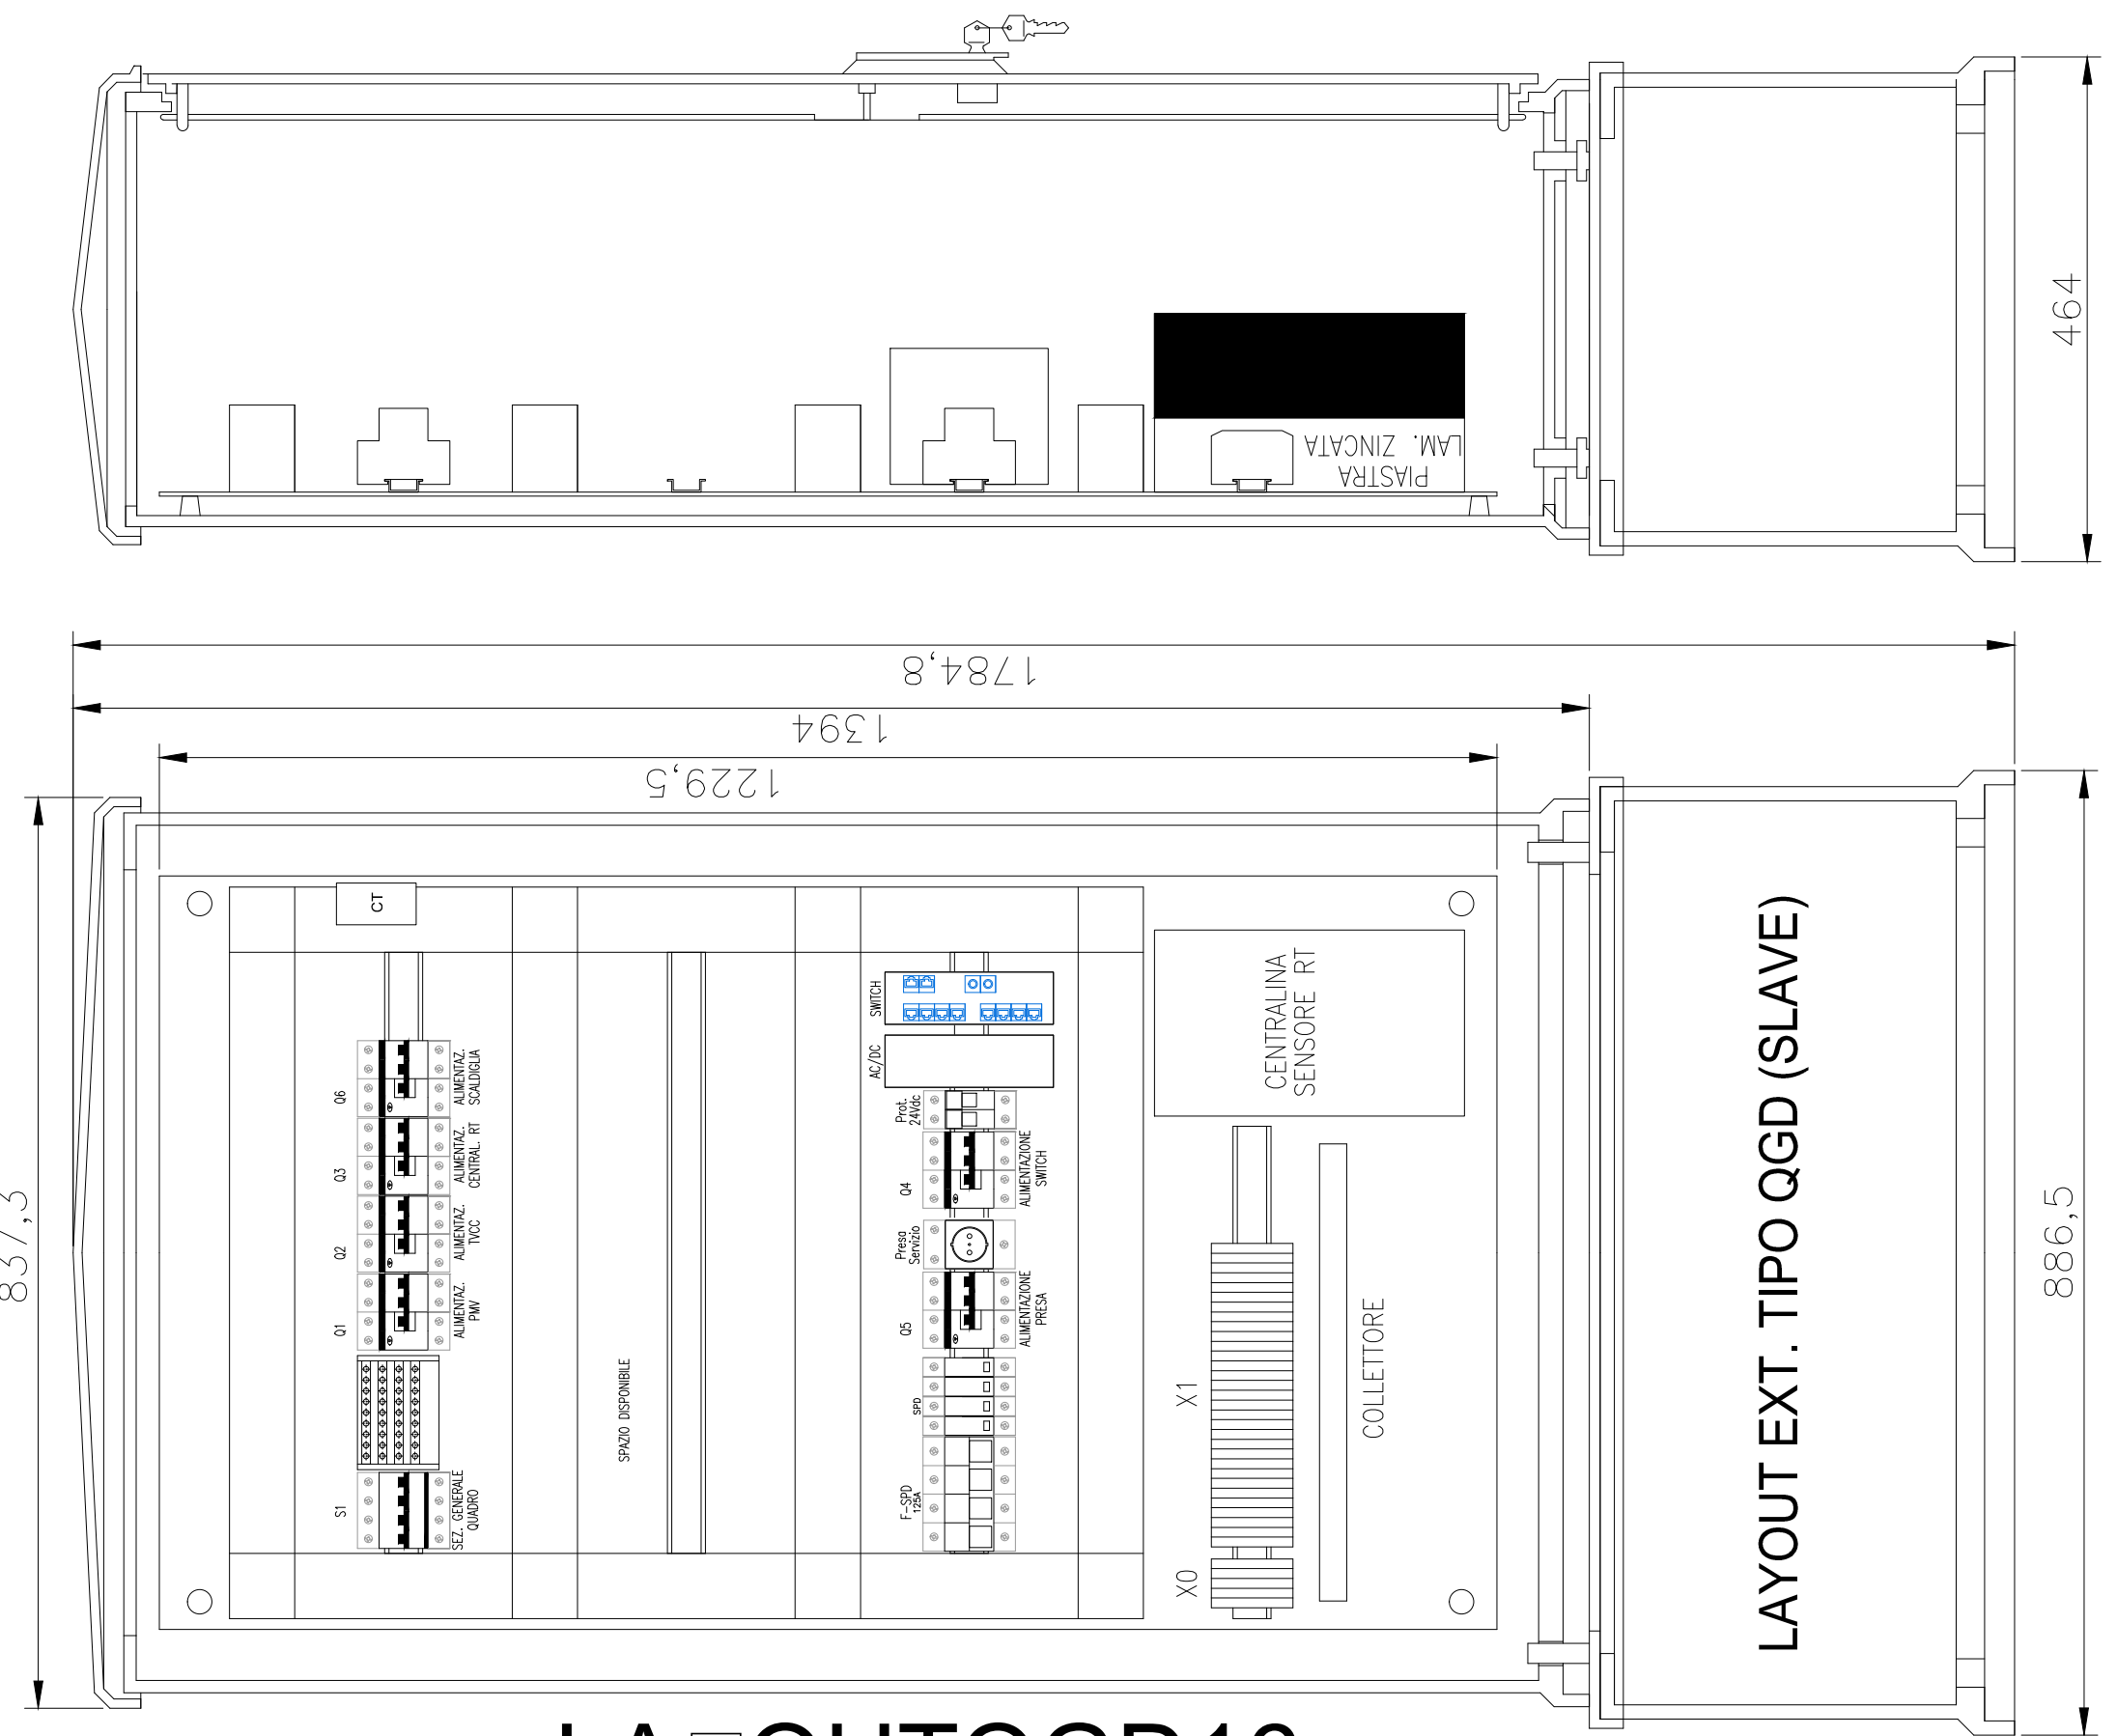 464
PIASTRA
LAM. ZINCATA
1784,8
1394
1229,5
837,3
886,5
CT
Q6
ALIMENTAZ.
SCALDIGLIA
Q3
ALIMENTAZ.
CENTRAL. RT
Q2
ALIMENTAZ.
TVCC
Q1
ALIMENTAZ.
PMV
S1
SEZ. GENERALE
QUADRO
SPAZIO DISPONIBILE
SWITCH
AC/DC
Prot.
24Vdc
Q4
ALIMENTAZIONE
SWITCH
Presa
Servizio
Q5
ALIMENTAZIONE
PRESA
SPD
F-SPD
125A
CENTRALINA
SENSORE RT
X1
X0
COLLETTORE
LAYOUT EXT. TIPO QGD (SLAVE)